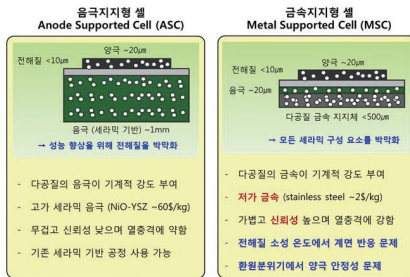 음극지지형 셀
Anode Supported Cell (ASC)
양극 ~20μm
전해질 <10μm
음극 (세라믹 기반) ~1mm
→ 성능 향상을 위해 전해질을 박막화
- 다공질의 음극이 기계적 강도 부여
- 고가 세라믹 음극 (NiO-YSZ ~60$/kg)
- 무겁고 신뢰성 낮으며 열충격에 약함
- 기존 세라믹 기반 공정 사용 가능
금속지지형 셀
Metal Supported Cell (MSC)
양극 ~20μm
전해질 <10μm
음극 ~20μm
다공질 금속 지지체 <500μm
→ 모든 세라믹 구성 요소를 박막화
- 다공질의 금속이 기계적 강도 부여
- 저가 금속 (stainless steel ~2$/kg)
- 가볍고 신뢰성 높으며 열충격에 강함
- 전해질 소성 온도에서 계면 반응 문제
- 환원분위기에서 양극 안정성 문제